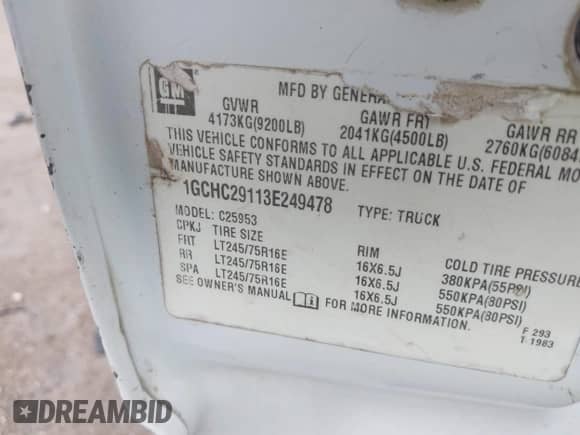 GM
MFD BY GENERA
GVWR GAWR FRT GAWR RR
4173KG(9200LB) 2041KG(4500LB) 2760KG(6084
THIS VEHICLE CONFORMS TO ALL APPLICABLE U.S. FEDERAL MO
VEHICLE SAFETY STANDARDS IN EFFECT ON THE DATE OF
MANUFACTURE SHOWN ABOVE.
1GCHC29113E249478 TYPE: TRUCK
MODEL: C25953
CPKJ TIRE SIZE RIM COLD TIRE PRESSURE
FRT LT245/75R16E 16X6.5J 380KPA(55PSI)
RR LT245/75R16E 16X6.5J 550KPA(80PSI)
SPA LT245/75R16E 16X6.5J 550KPA(80PSI)
SEE OWNER'S MANUAL FOR MORE INFORMATION.
F 293
T 1983
DREAMBID